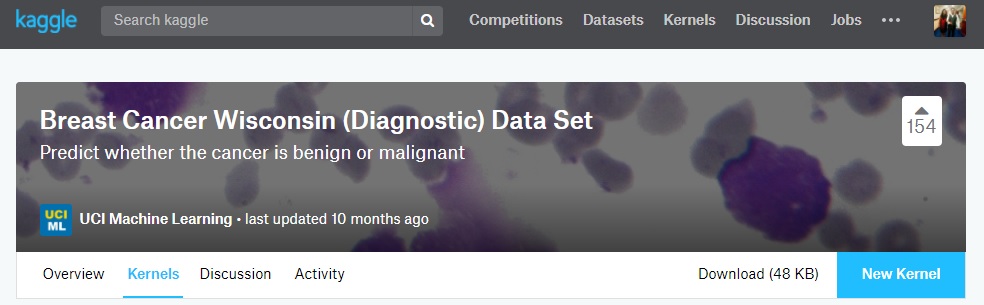 kaggle Search kaggle Competitions Datasets Kernels Discussion Jobs •••
Breast Cancer Wisconsin (Diagnostic) Data Set
154
Predict whether the cancer is benign or malignant
UCI
ML
UCI Machine Learning • last updated 10 months ago
Overview Kernels Discussion Activity Download (48 KB) New Kernel